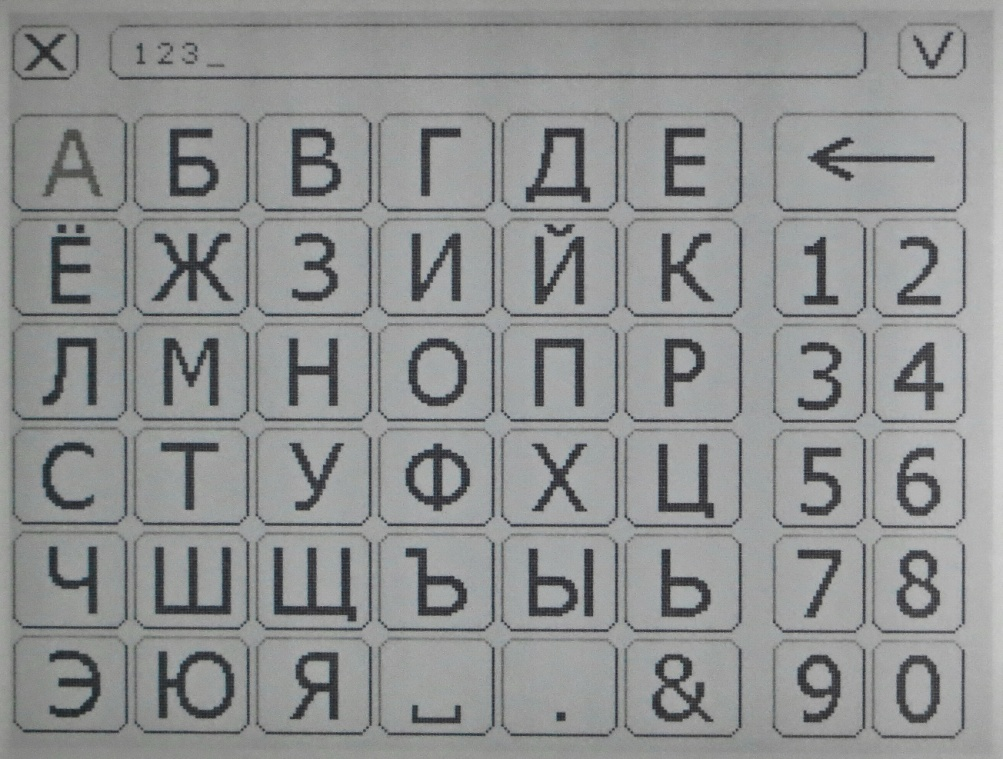 X 123_ V
А Б В Г Д Е ←
Ё Ж З И Й К 1 2
Л М Н О П Р 3 4
С Т У Ф Х Ц 5 6
Ч Ш Щ Ъ Ы Ь 7 8
Э Ю Я ␣ . & 9 0